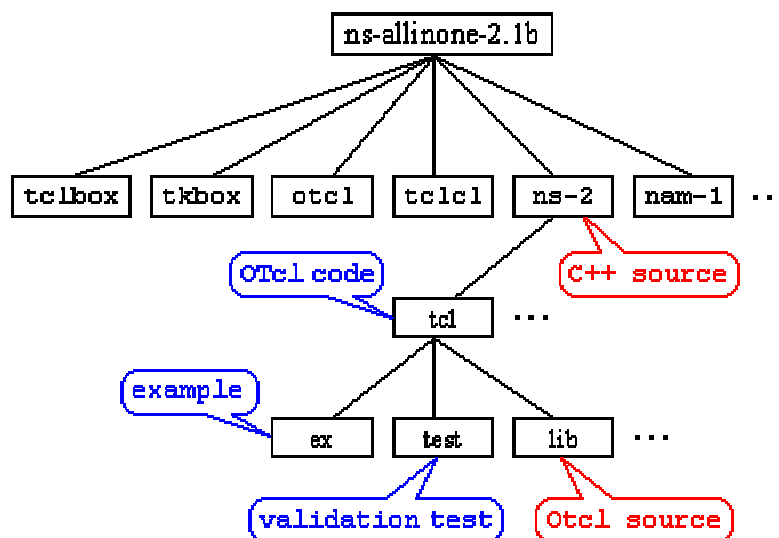 ns-allinone-2.1b
tclbox tkbox otcl tclcl ns-2 nam-1 ...
OTcl code C++ source
tcl ...
example
ex test lib ...
validation test Otcl source